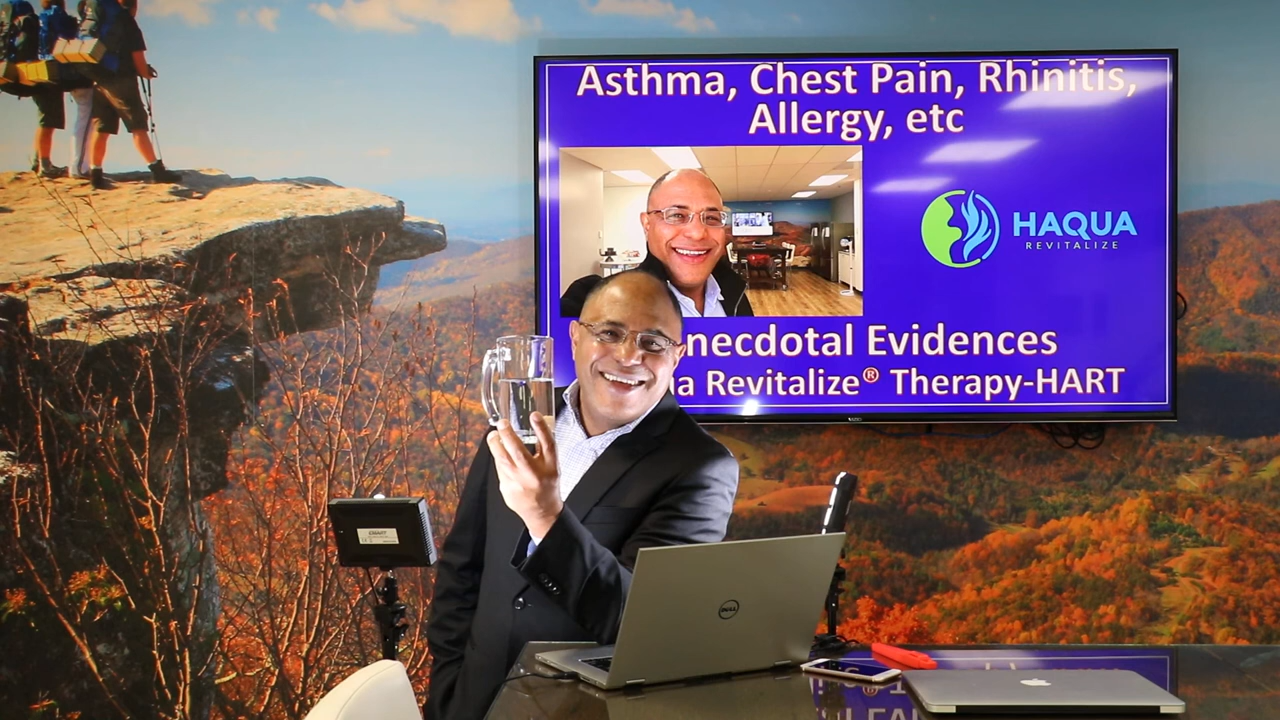 Asthma, Chest Pain, Rhinitis,
Allergy, etc
HAQUA
REVITALIZE
necdotal Evidences
a Revitalize® Therapy-HART
DELL